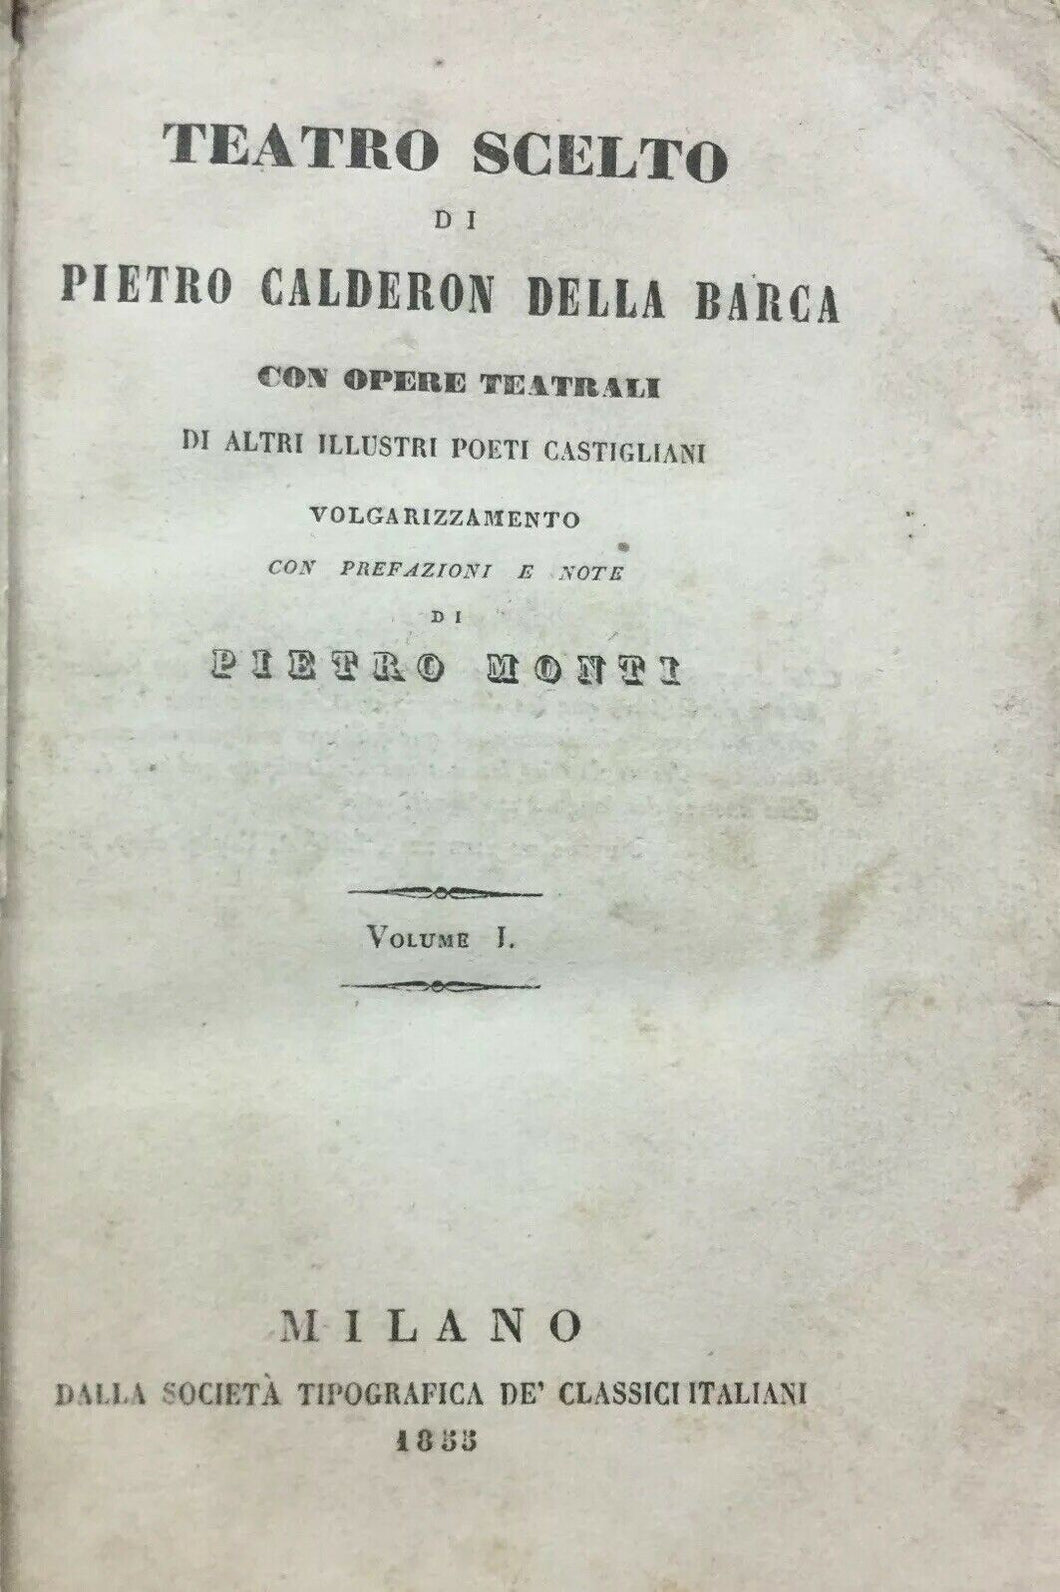 TEATRO SCELTO
DI
PIETRO CALDERON DELLA BARCA
CON OPERE TEATRALI
DI ALTRI ILLUSTRI POETI CASTIGLIANI
VOLGARIZZAMENTO
CON PREFAZIONI E NOTE
DI
PIETRO MONTI
VOLUME I.
MILANO
DALLA SOCIETÀ TIPOGRAFICA DE' CLASSICI ITALIANI
1855